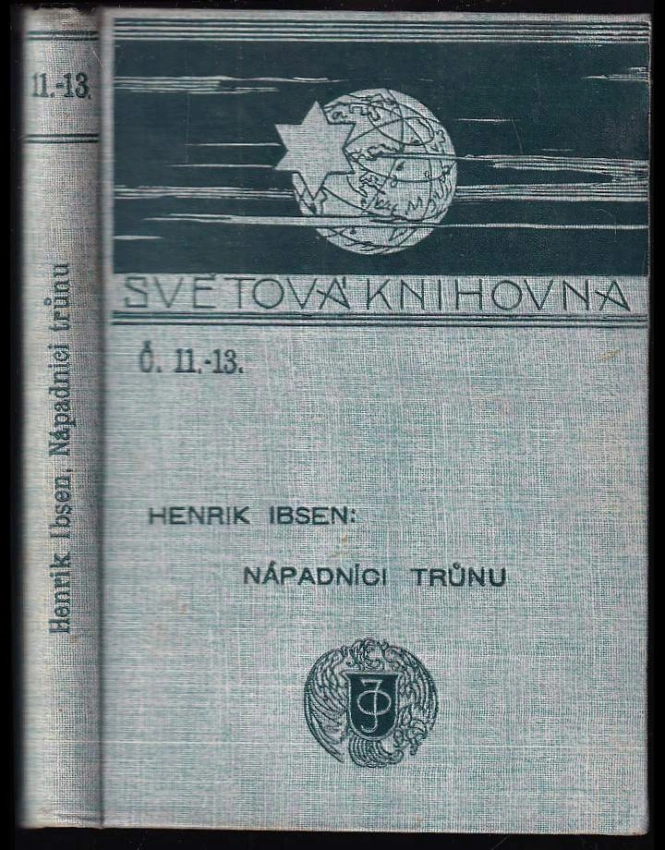 11.-13.
Henrik Ibsen, Nápadníci trůnu
SVĚTOVÁ KNIHOVNA
Č. 11.-13.
HENRIK IBSEN:
NÁPADNÍCI TRŮNU